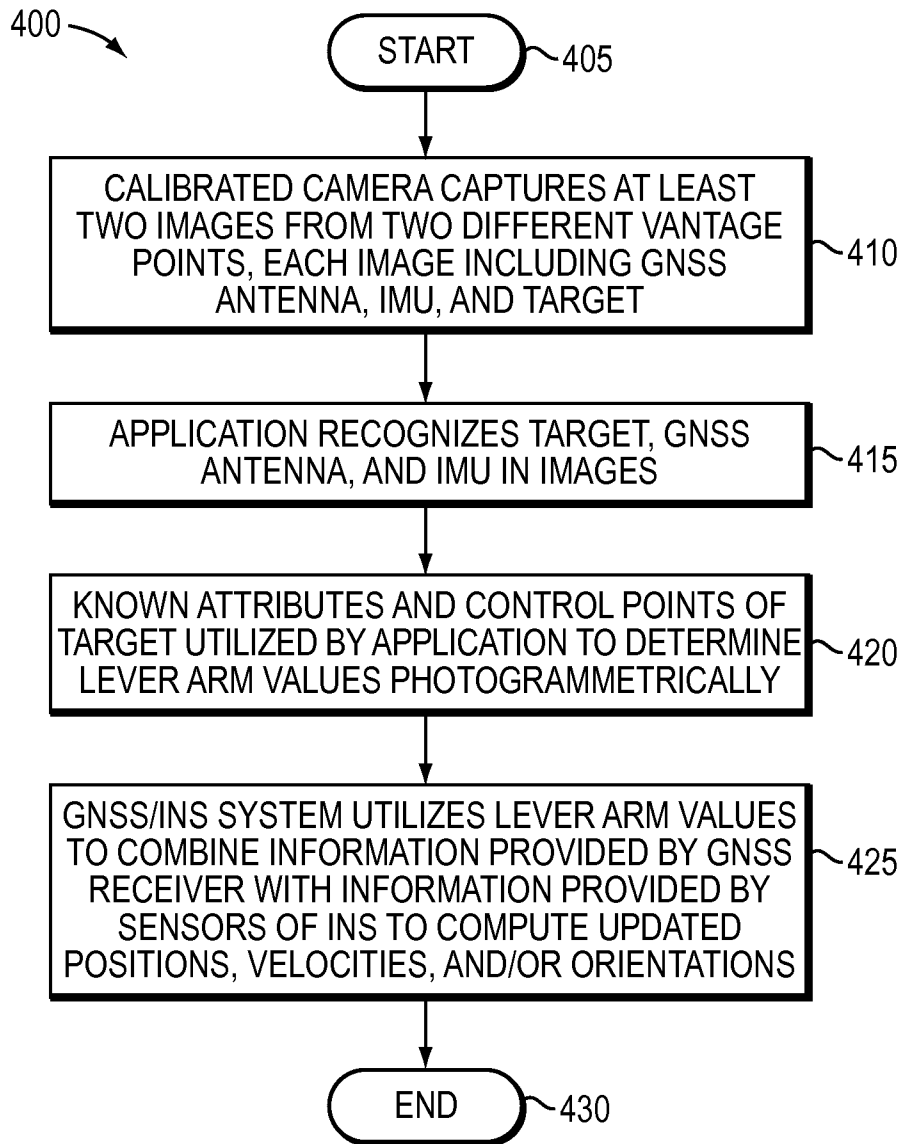 400
START
405
CALIBRATED CAMERA CAPTURES AT LEAST
TWO IMAGES FROM TWO DIFFERENT VANTAGE
POINTS, EACH IMAGE INCLUDING GNSS
ANTENNA, IMU, AND TARGET
410
APPLICATION RECOGNIZES TARGET, GNSS
ANTENNA, AND IMU IN IMAGES
415
KNOWN ATTRIBUTES AND CONTROL POINTS OF
TARGET UTILIZED BY APPLICATION TO DETERMINE
LEVER ARM VALUES PHOTOGRAMMETRICALLY
420
GNSS/INS SYSTEM UTILIZES LEVER ARM VALUES
TO COMBINE INFORMATION PROVIDED BY GNSS
RECEIVER WITH INFORMATION PROVIDED BY
SENSORS OF INS TO COMPUTE UPDATED
POSITIONS, VELOCITIES, AND/OR ORIENTATIONS
425
END
430